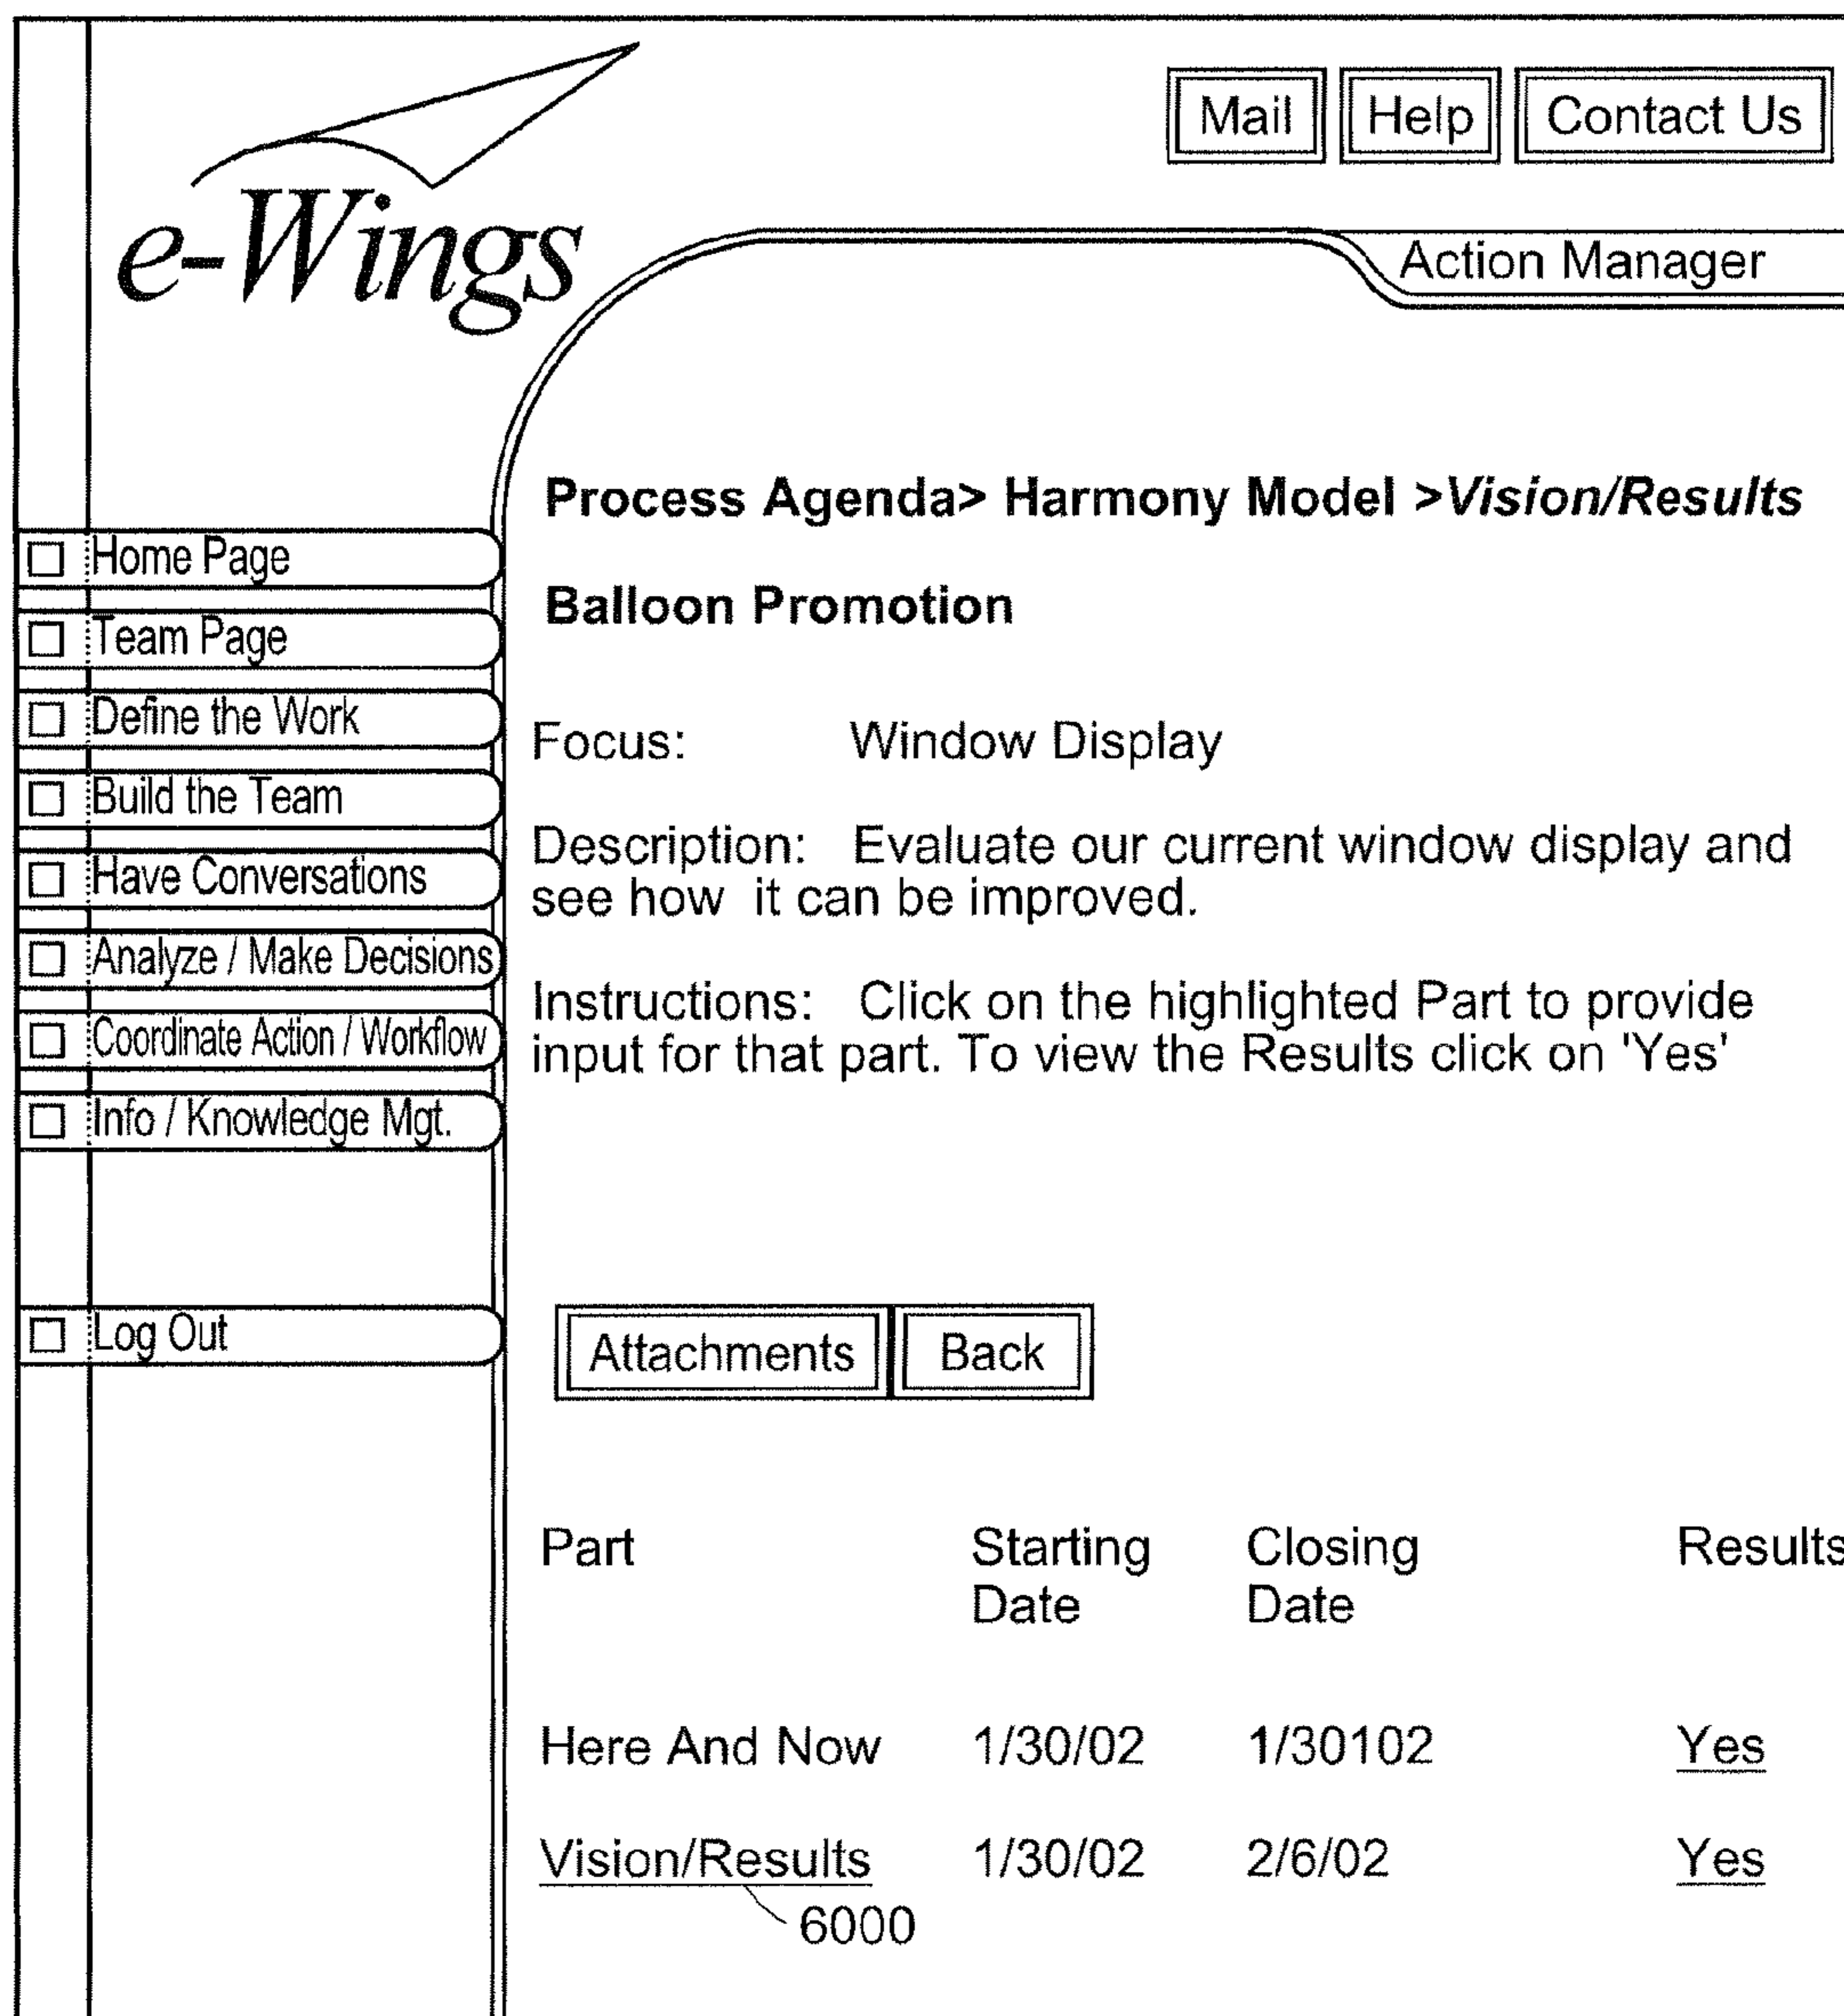 Mail Help Contact Us
e-Wings
Action Manager
Process Agenda> Harmony Model >Vision/Results
Balloon Promotion
Home Page
Team Page
Define the Work
Build the Team
Have Conversations
Analyze / Make Decisions
Coordinate Action / Workflow
Info / Knowledge Mgt.
Log Out
Focus: Window Display
Description: Evaluate our current window display and
see how it can be improved.
Instructions: Click on the highlighted Part to provide
input for that part. To view the Results click on 'Yes'
Attachments Back
Part Starting Closing Results
Date Date
Here And Now 1/30/02 1/30102 Yes
Vision/Results 1/30/02 2/6/02 Yes
6000